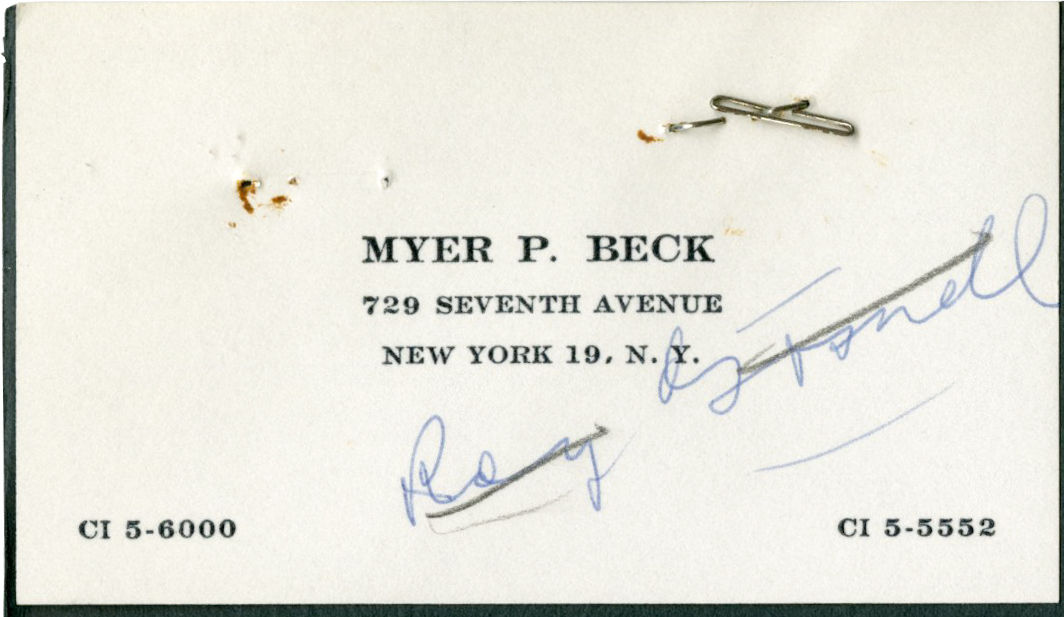 MYER P. BECK
729 SEVENTH AVENUE
NEW YORK 19, N. Y.
Roy
CI 5-6000
CI 5-5552